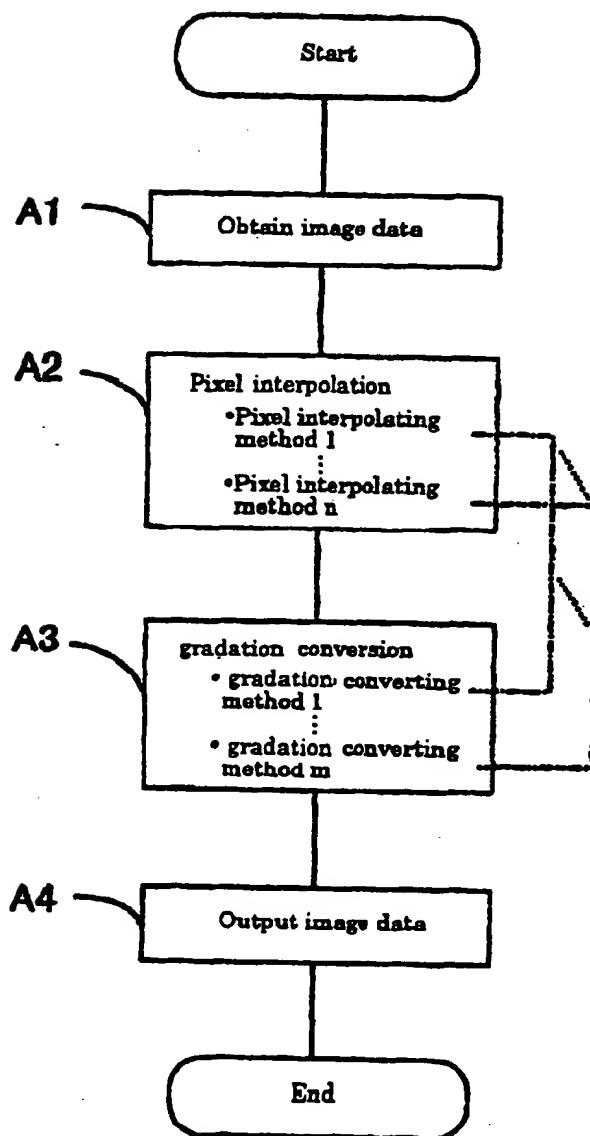 Start
A1
Obtain image data
A2
Pixel interpolation
•Pixel interpolating
method 1
•Pixel interpolating
method n
A3
gradation conversion
• gradation converting
method 1
• gradation converting
method m
A4
Output image data
End